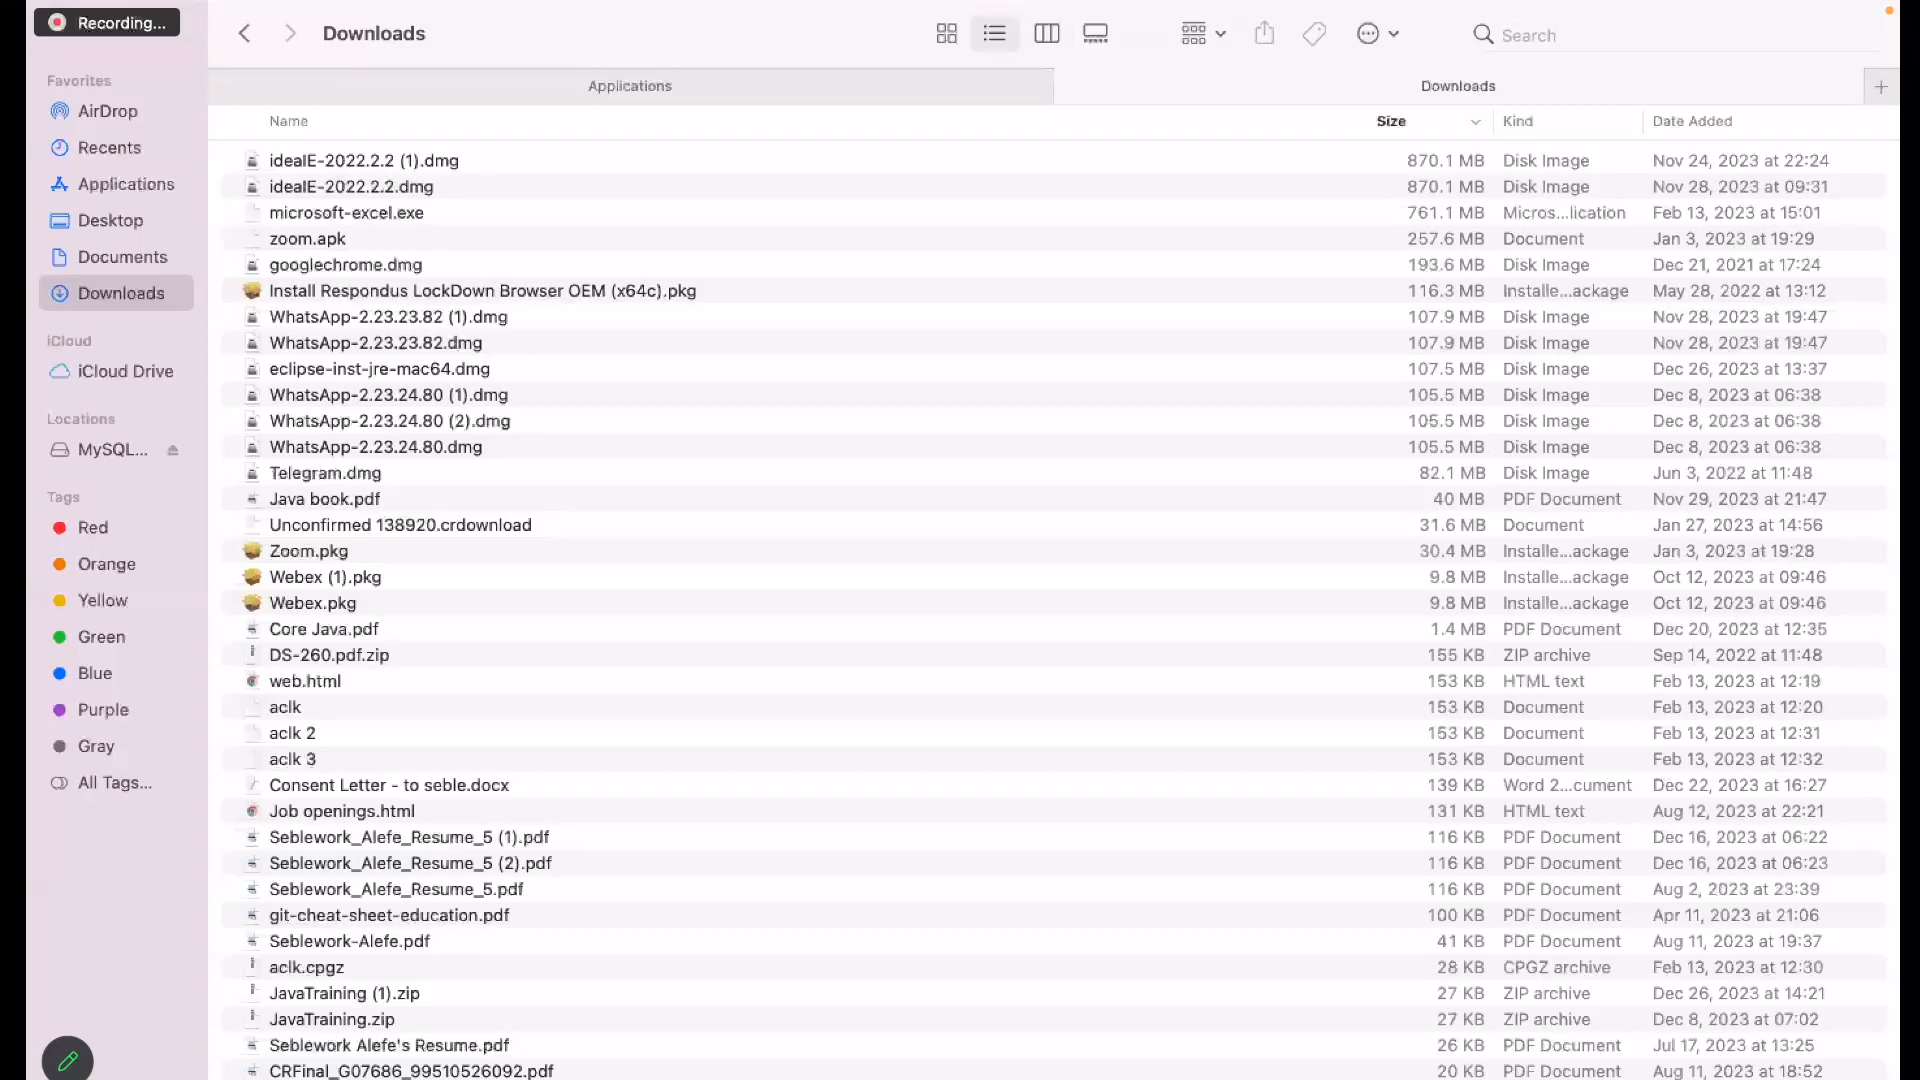 Recording...
Downloads
Search
Favorites
AirDrop
Recents
Applications
Desktop
Documents
Downloads
iCloud
iCloud Drive
Locations
MySQL...
Tags
Red
Orange
Yellow
Green
Blue
Purple
Gray
All Tags...
Applications Downloads
Name Size Kind Date Added
ideaIE-2022.2.2 (1).dmg 870.1 MB Disk Image Nov 24, 2023 at 22:24
ideaIE-2022.2.2.dmg 870.1 MB Disk Image Nov 28, 2023 at 09:31
microsoft-excel.exe 761.1 MB Micros...lication Feb 13, 2023 at 15:01
zoom.apk 257.6 MB Document Jan 3, 2023 at 19:29
googlechrome.dmg 193.6 MB Disk Image Dec 21, 2021 at 17:24
Install Respondus LockDown Browser OEM (x64c).pkg 116.3 MB Installe...ackage May 28, 2022 at 13:12
WhatsApp-2.23.23.82 (1).dmg 107.9 MB Disk Image Nov 28, 2023 at 19:47
WhatsApp-2.23.23.82.dmg 107.9 MB Disk Image Nov 28, 2023 at 19:47
eclipse-inst-jre-mac64.dmg 107.5 MB Disk Image Dec 26, 2023 at 13:37
WhatsApp-2.23.24.80 (1).dmg 105.5 MB Disk Image Dec 8, 2023 at 06:38
WhatsApp-2.23.24.80 (2).dmg 105.5 MB Disk Image Dec 8, 2023 at 06:38
WhatsApp-2.23.24.80.dmg 105.5 MB Disk Image Dec 8, 2023 at 06:38
Telegram.dmg 82.1 MB Disk Image Jun 3, 2022 at 11:48
Java book.pdf 40 MB PDF Document Nov 29, 2023 at 21:47
Unconfirmed 138920.crdownload 31.6 MB Document Jan 27, 2023 at 14:56
Zoom.pkg 30.4 MB Installe...ackage Jan 3, 2023 at 19:28
Webex (1).pkg 9.8 MB Installe...ackage Oct 12, 2023 at 09:46
Webex.pkg 9.8 MB Installe...ackage Oct 12, 2023 at 09:46
Core Java.pdf 1.4 MB PDF Document Dec 20, 2023 at 12:35
DS-260.pdf.zip 155 KB ZIP archive Sep 14, 2022 at 11:48
web.html 153 KB HTML text Feb 13, 2023 at 12:19
aclk 153 KB Document Feb 13, 2023 at 12:20
aclk 2 153 KB Document Feb 13, 2023 at 12:31
aclk 3 153 KB Document Feb 13, 2023 at 12:32
Consent Letter - to seble.docx 139 KB Word 2...cument Dec 22, 2023 at 16:27
Job openings.html 131 KB HTML text Aug 12, 2023 at 22:21
Seblework_Alefe_Resume_5 (1).pdf 116 KB PDF Document Dec 16, 2023 at 06:22
Seblework_Alefe_Resume_5 (2).pdf 116 KB PDF Document Dec 16, 2023 at 06:23
Seblework_Alefe_Resume_5.pdf 116 KB PDF Document Aug 2, 2023 at 23:39
git-cheat-sheet-education.pdf 100 KB PDF Document Apr 11, 2023 at 21:06
Seblework-Alefe.pdf 41 KB PDF Document Aug 11, 2023 at 19:37
aclk.cpgz 28 KB CPGZ archive Feb 13, 2023 at 12:30
JavaTraining (1).zip 27 KB ZIP archive Dec 26, 2023 at 14:21
JavaTraining.zip 27 KB ZIP archive Dec 8, 2023 at 07:02
Seblework Alefe's Resume.pdf 26 KB PDF Document Jul 17, 2023 at 13:25
CRFinal_G07686_99510526092.pdf 20 KB PDF Document Aug 11, 2023 at 18:52